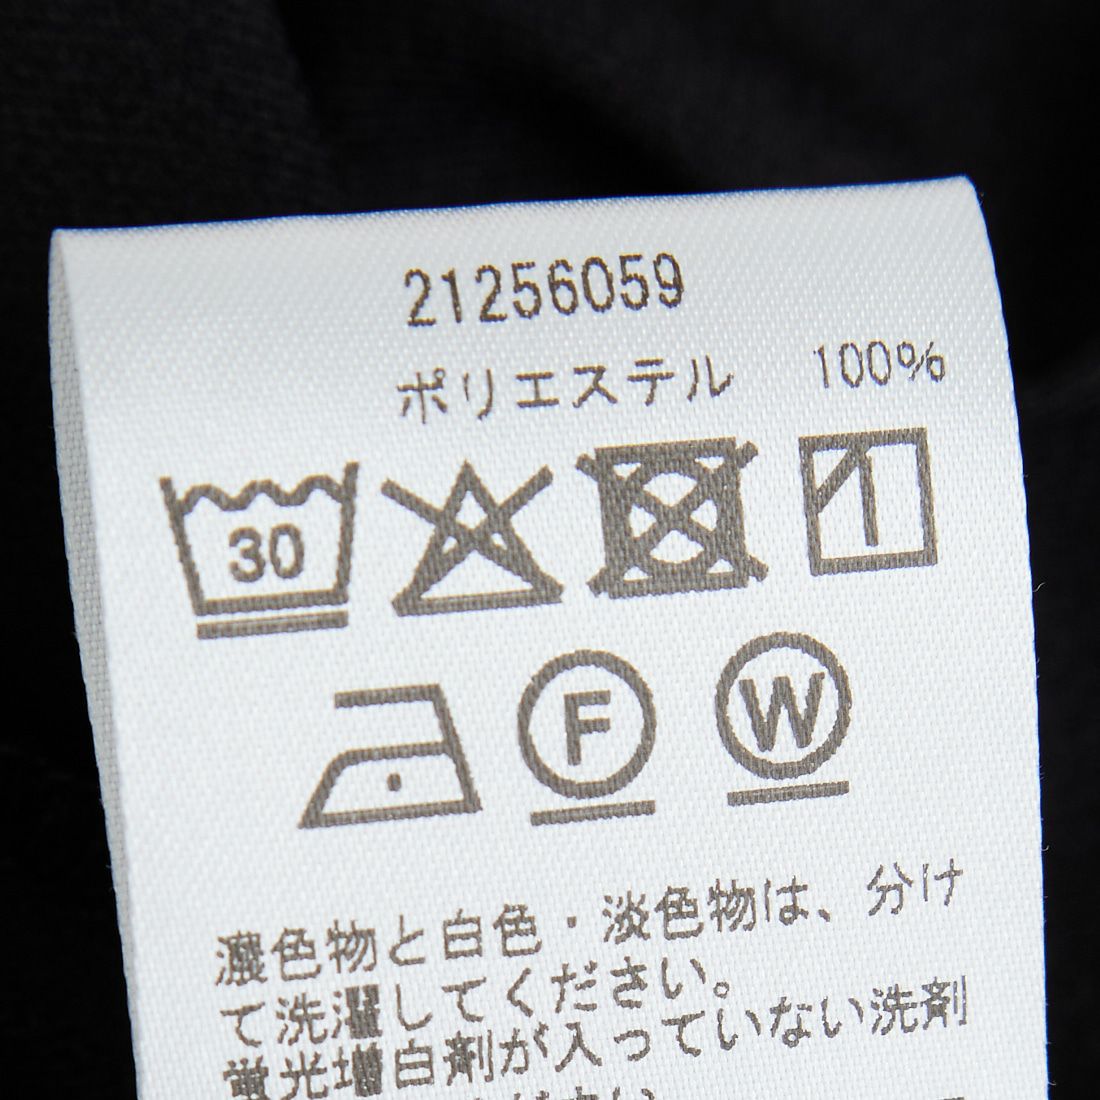 21256059
ポリエステル 100%
30
F W
濃色物と白色・淡色物は、分け
て洗濯してください。
蛍光増白剤が入っていない洗剤